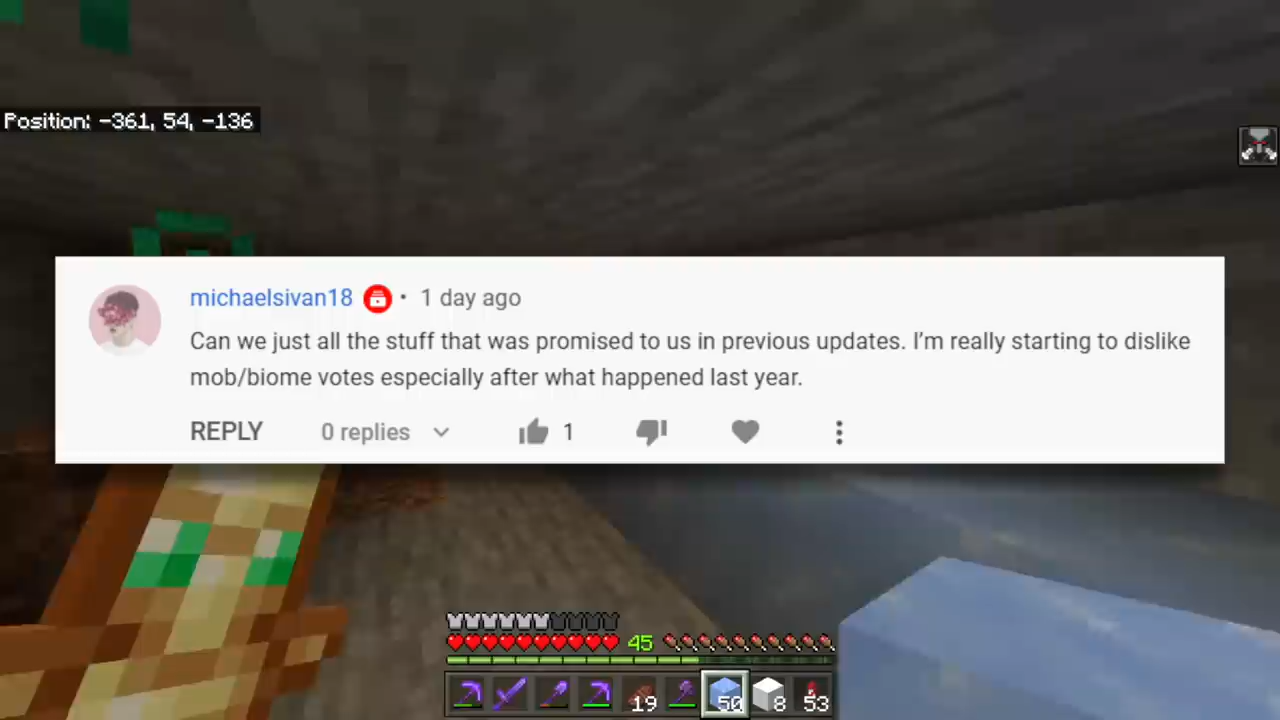 Position: -361, 54, -136
michaelsivan18 • 1 day ago
Can we just all the stuff that was promised to us in previous updates. I’m really starting to dislike
mob/biome votes especially after what happened last year.
REPLY 0 replies 1
45
19 50 8 53